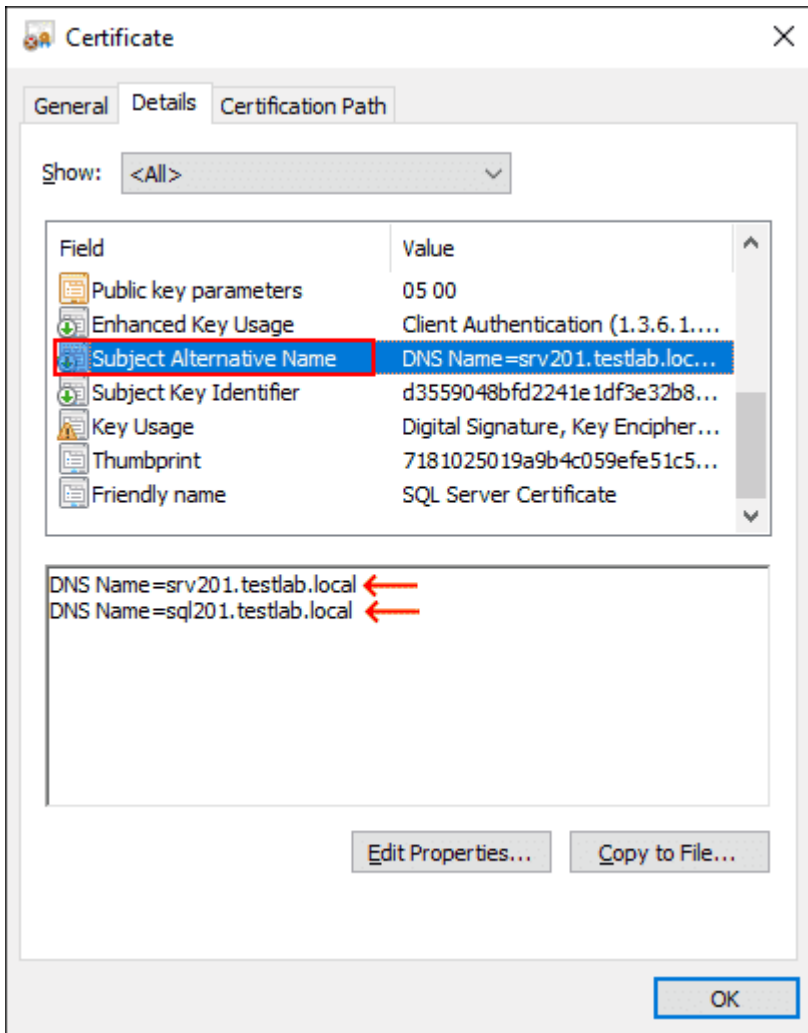 Certificate
General Details Certification Path
Show: <All>
Field Value
Public key parameters 05 00
Enhanced Key Usage Client Authentication (1.3.6.1....
Subject Alternative Name DNS Name=srv201.testlab.loc...
Subject Key Identifier d3559048bfd2241e1df3e32b8...
Key Usage Digital Signature, Key Encipher...
Thumbprint 7181025019a9b4c059efe51c5...
Friendly name SQL Server Certificate
DNS Name=srv201.testlab.local
DNS Name=sql201.testlab.local
Edit Properties... Copy to File...
OK